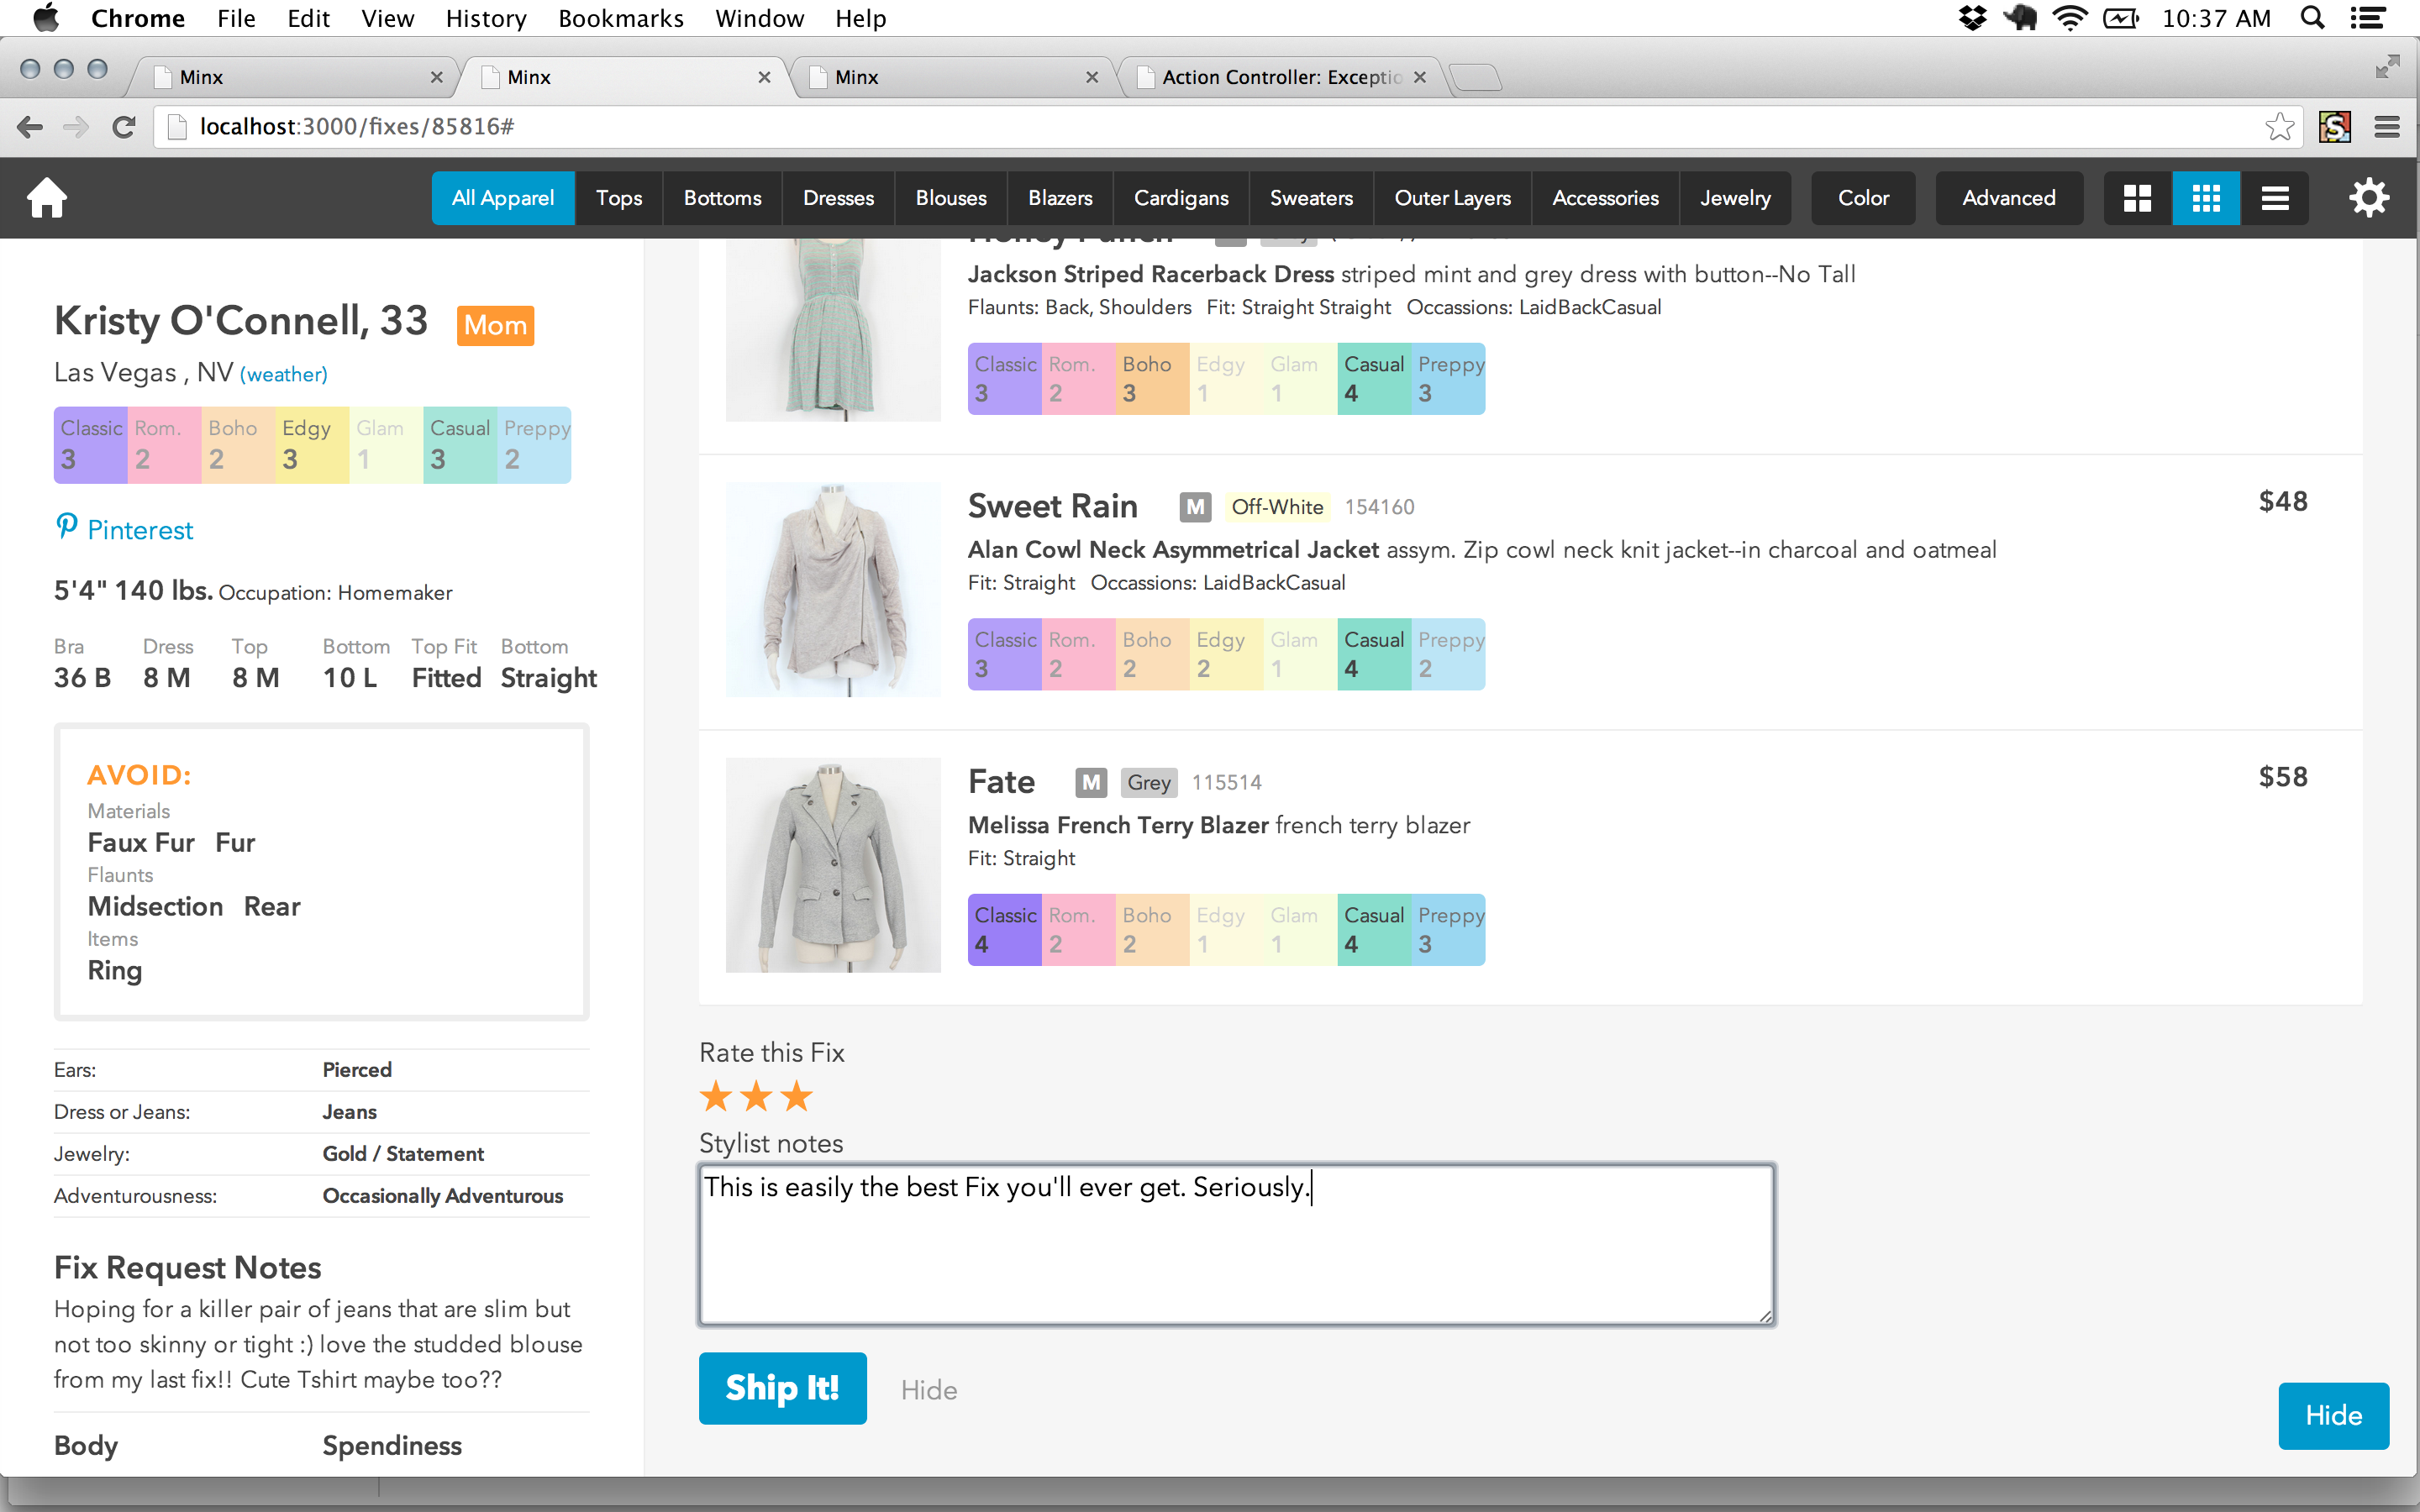 Chrome File Edit View History Bookmarks Window Help 10:37 AM
Minx Minx Minx Action Controller: Exceptio
localhost:3000/fixes/85816#
All Apparel Tops Bottoms Dresses Blouses Blazers Cardigans Sweaters Outer Layers Accessories Jewelry Color Advanced
Kristy O'Connell, 33 Mom
Las Vegas , NV (weather)
Classic Rom. Boho Edgy Glam Casual Preppy
3 2 2 3 1 3 2
Pinterest
5'4" 140 lbs. Occupation: Homemaker
Bra Dress Top Bottom Top Fit Bottom
36 B 8 M 8 M 10 L Fitted Straight
AVOID:
Materials
Faux Fur Fur
Flaunts
Midsection Rear
Items
Ring
Ears: Pierced
Dress or Jeans: Jeans
Jewelry: Gold / Statement
Adventurousness: Occasionally Adventurous
Fix Request Notes
Hoping for a killer pair of jeans that are slim but
not too skinny or tight :) love the studded blouse
from my last fix!! Cute Tshirt maybe too??
Body Spendiness
Jackson Striped Racerback Dress striped mint and grey dress with button--No Tall
Flaunts: Back, Shoulders Fit: Straight Straight Occassions: LaidBackCasual
Classic Rom. Boho Edgy Glam Casual Preppy
3 2 3 1 1 4 3
Sweet Rain M Off-White 154160 $48
Alan Cowl Neck Asymmetrical Jacket assym. Zip cowl neck knit jacket--in charcoal and oatmeal
Fit: Straight Occassions: LaidBackCasual
Classic Rom. Boho Edgy Glam Casual Preppy
3 2 2 2 1 4 2
Fate M Grey 115514 $58
Melissa French Terry Blazer french terry blazer
Fit: Straight
Classic Rom. Boho Edgy Glam Casual Preppy
4 2 2 1 1 4 3
Rate this Fix
Stylist notes
This is easily the best Fix you'll ever get. Seriously.
Ship It! Hide
Hide